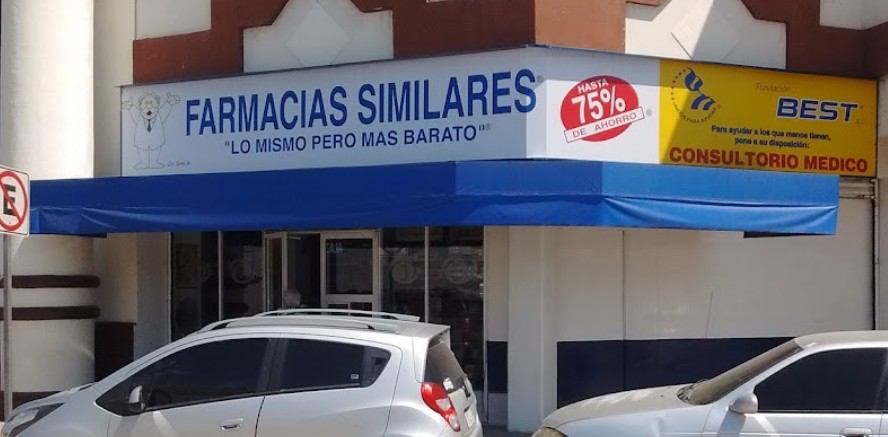 FARMACIAS SIMILARES®
"LO MISMO PERO MAS BARATO"®
HASTA
75%
DE AHORRO
®
Fundación
BEST
Para ayudar a los que menos tienen,
pone a su disposición:
CONSULTORIO MEDICO
E